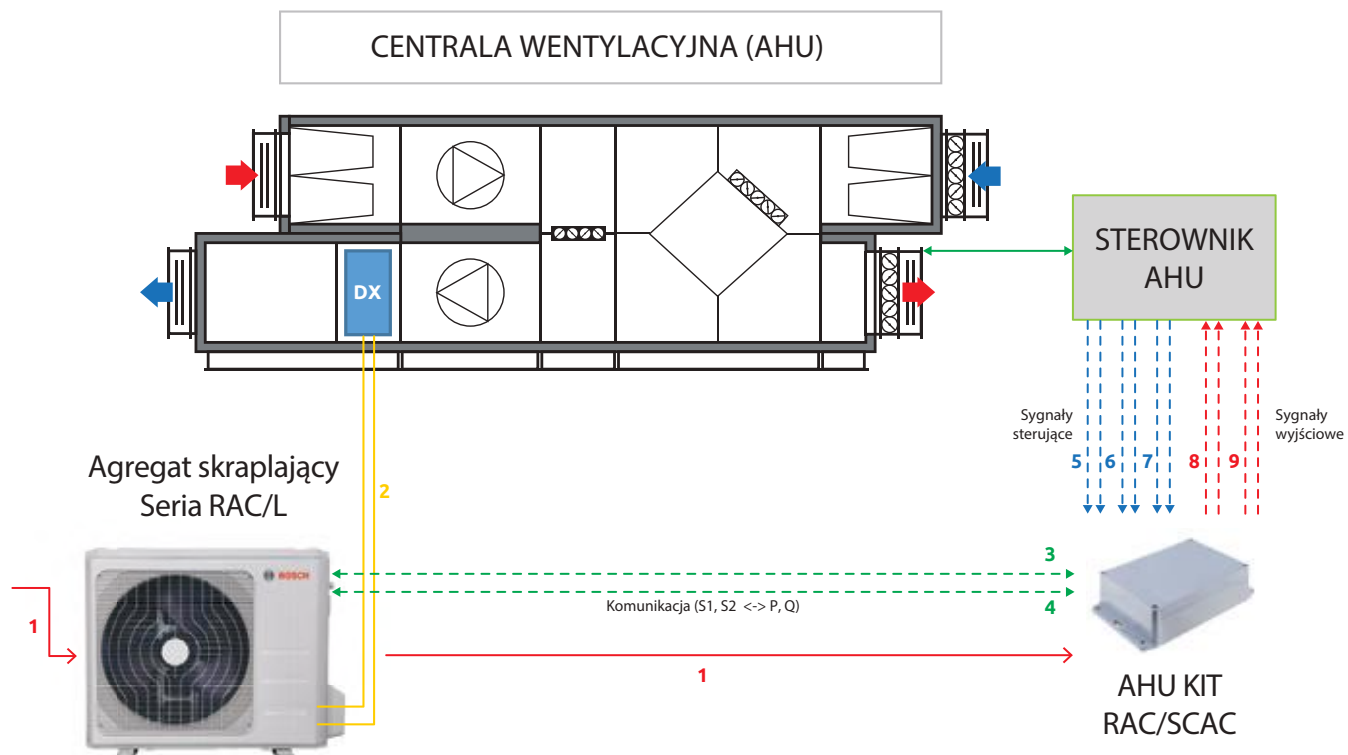 CENTRALA WENTYLACYJNA (AHU)
STEROWNIK
AHU
DX
Sygnały
sterujące
5
6
7
8
9
Sygnały
wyjściowe
Agregat skraplający
Seria RAC/L
2
BOSCH
3
Komunikacja (S1, S2 <-> P, Q)
4
1
1
AHU KIT
RAC/SCAC